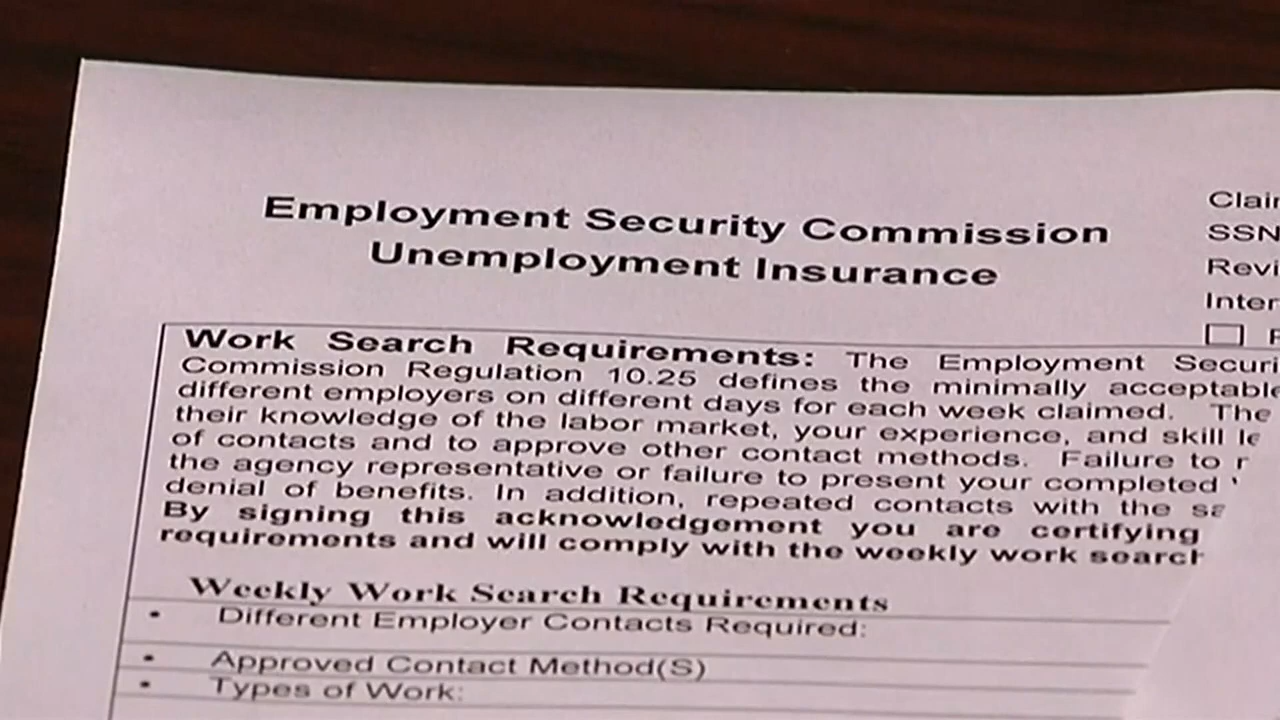 Employment Security Commission
Unemployment Insurance
Clai
SSN
Revi
Inter
Work Search Requirements: The Employment Securi
Commission Regulation 10.25 defines the minimally acceptable
different employers on different days for each week claimed. The
their knowledge of the labor market, your experience, and skill le
of contacts and to approve other contact methods. Failure to r
the agency representative or failure to present your completed
denial of benefits. In addition, repeated contacts with the sa
By signing this acknowledgement you are certifying
requirements and will comply with the weekly work search
Weekly Work Search Requirements
• Different Employer Contacts Required:
• Approved Contact Method(S)
• Types of Work: